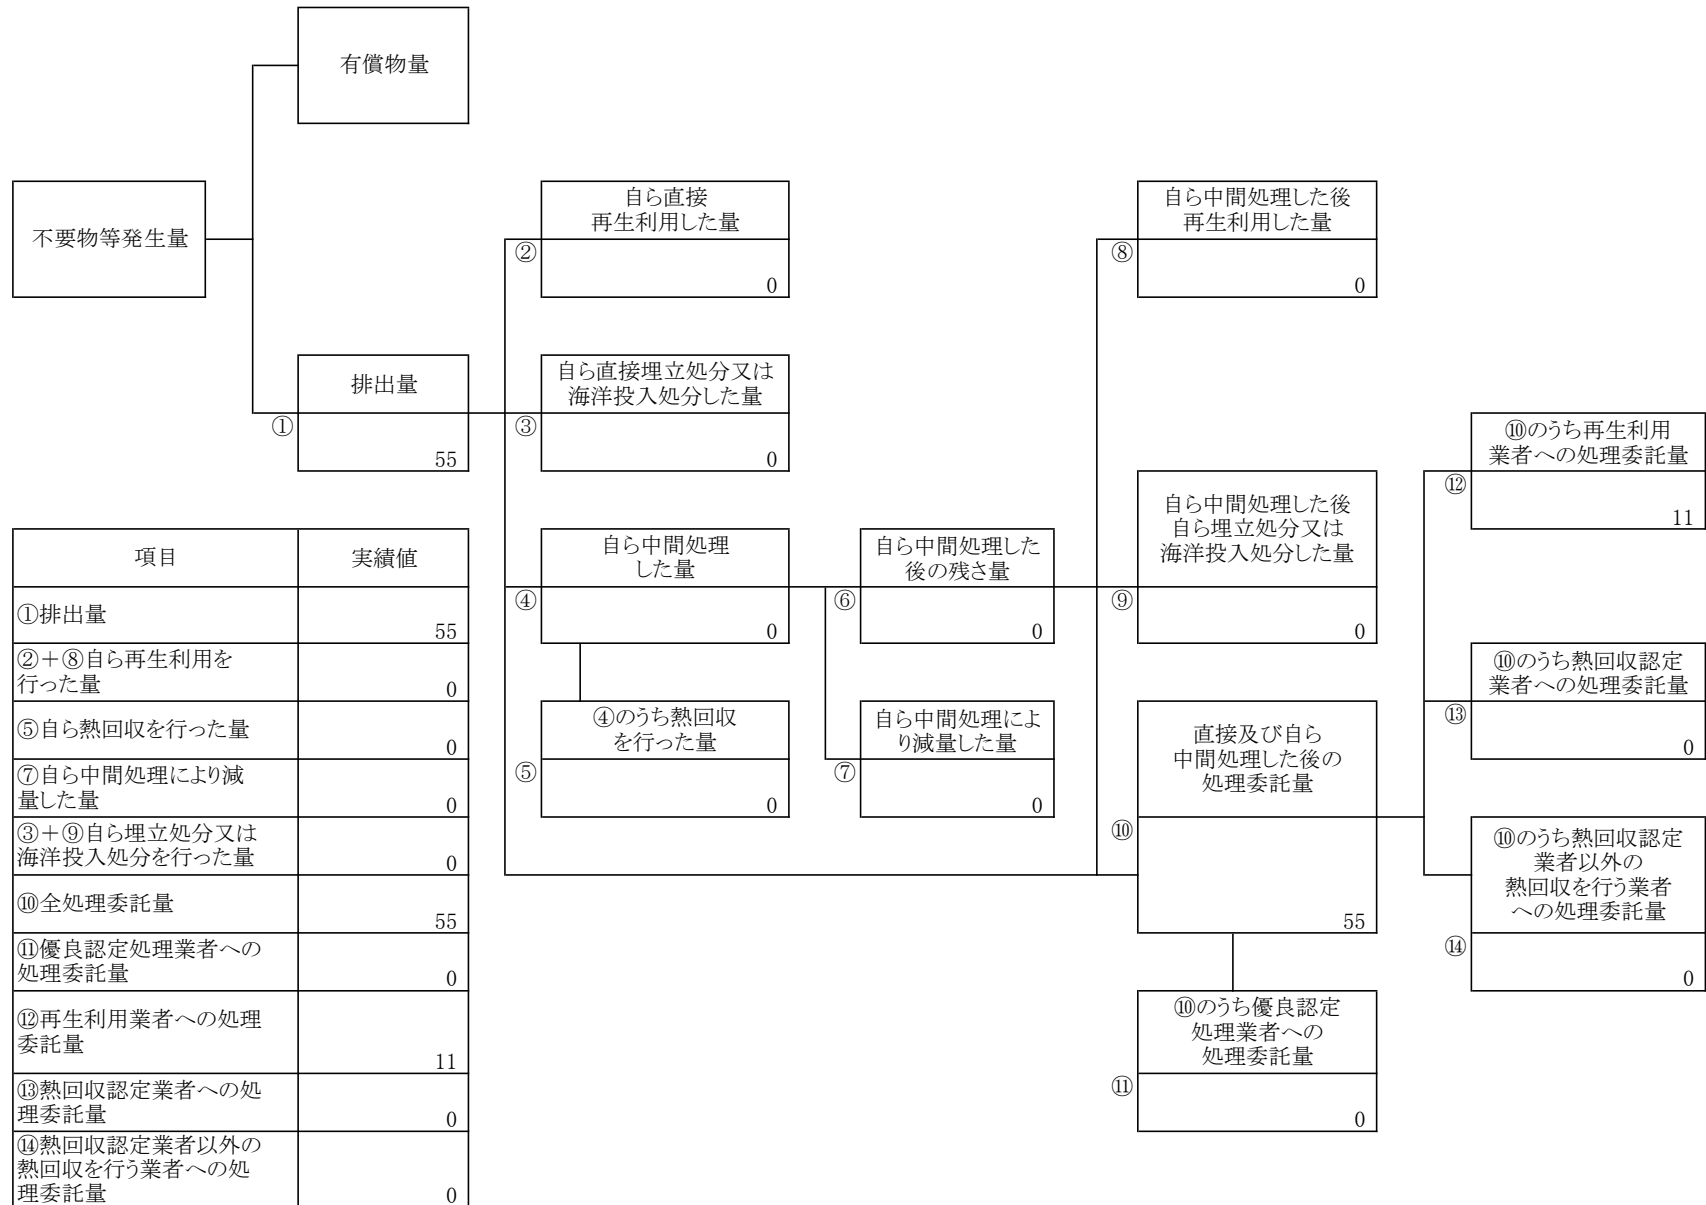 有償物量
不要物等発生量
排出量
①
55
自ら直接
再生利用した量
②
0
自ら直接埋立処分又は
海洋投入処分した量
③
0
自ら中間処理
した量
④
0
④のうち熱回収
を行った量
⑤
0
自ら中間処理した
後の残さ量
⑥
0
自ら中間処理によ
り減量した量
⑦
0
自ら中間処理した後
再生利用した量
⑧
0
自ら中間処理した後
自ら埋立処分又は
海洋投入処分した量
⑨
0
直接及び自ら
中間処理した後の
処理委託量
⑩
55
⑩のうち優良認定
処理業者への
処理委託量
⑪
0
⑩のうち再生利用
業者への処理委託量
⑫
11
⑩のうち熱回収認定
業者への処理委託量
⑬
0
⑩のうち熱回収認定
業者以外の
熱回収を行う業者
への処理委託量
⑭
0
項目 実績値
①排出量
55
②＋⑧自ら再生利用を
行った量 0
⑤自ら熱回収を行った量
0
⑦自ら中間処理により減
量した量 0
③＋⑨自ら埋立処分又は
海洋投入処分を行った量 0
⑩全処理委託量
55
⑪優良認定処理業者への
処理委託量 0
⑫再生利用業者への処理
委託量
11
⑬熱回収認定業者への処
理委託量 0
⑭熱回収認定業者以外の
熱回収を行う業者への処
理委託量 0